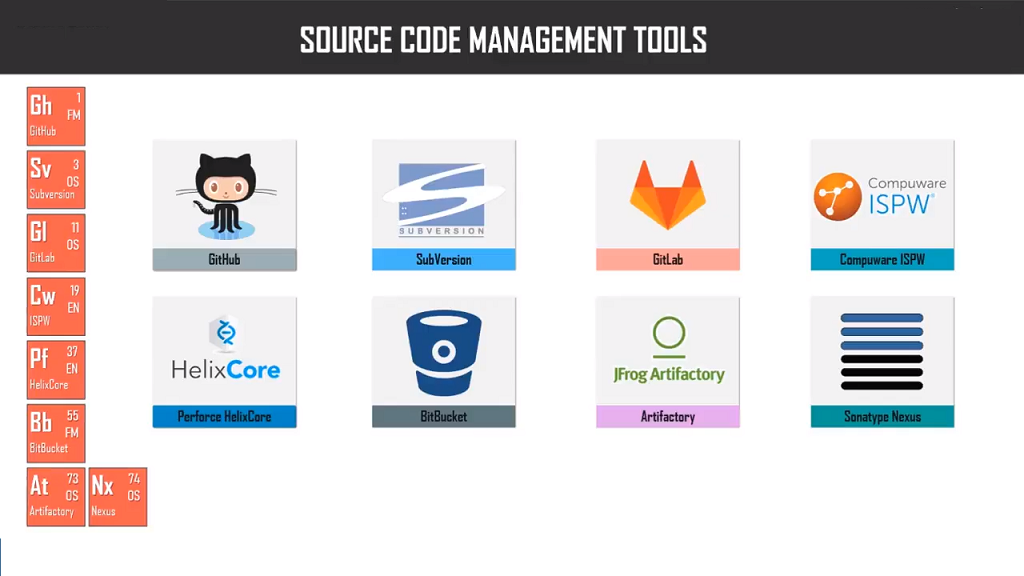 SOURCE CODE MANAGEMENT TOOLS
Gh 1 FM
GitHub
Sv 3 OS
Subversion
Gl 11 OS
GitLab
Cw 19 EN
ISPW
Pf 37 EN
HelixCore
Bb 55 FM
BitBucket
At 73 OS
Artifactory
Nx 74 OS
Nexus
GitHub
SUBVERSION
SubVersion
GitLab
Compuware
ISPW®
Compuware ISPW
HelixCore
Perforce HelixCore
BitBucket
JFrog Artifactory
Artifactory
Sonatype Nexus